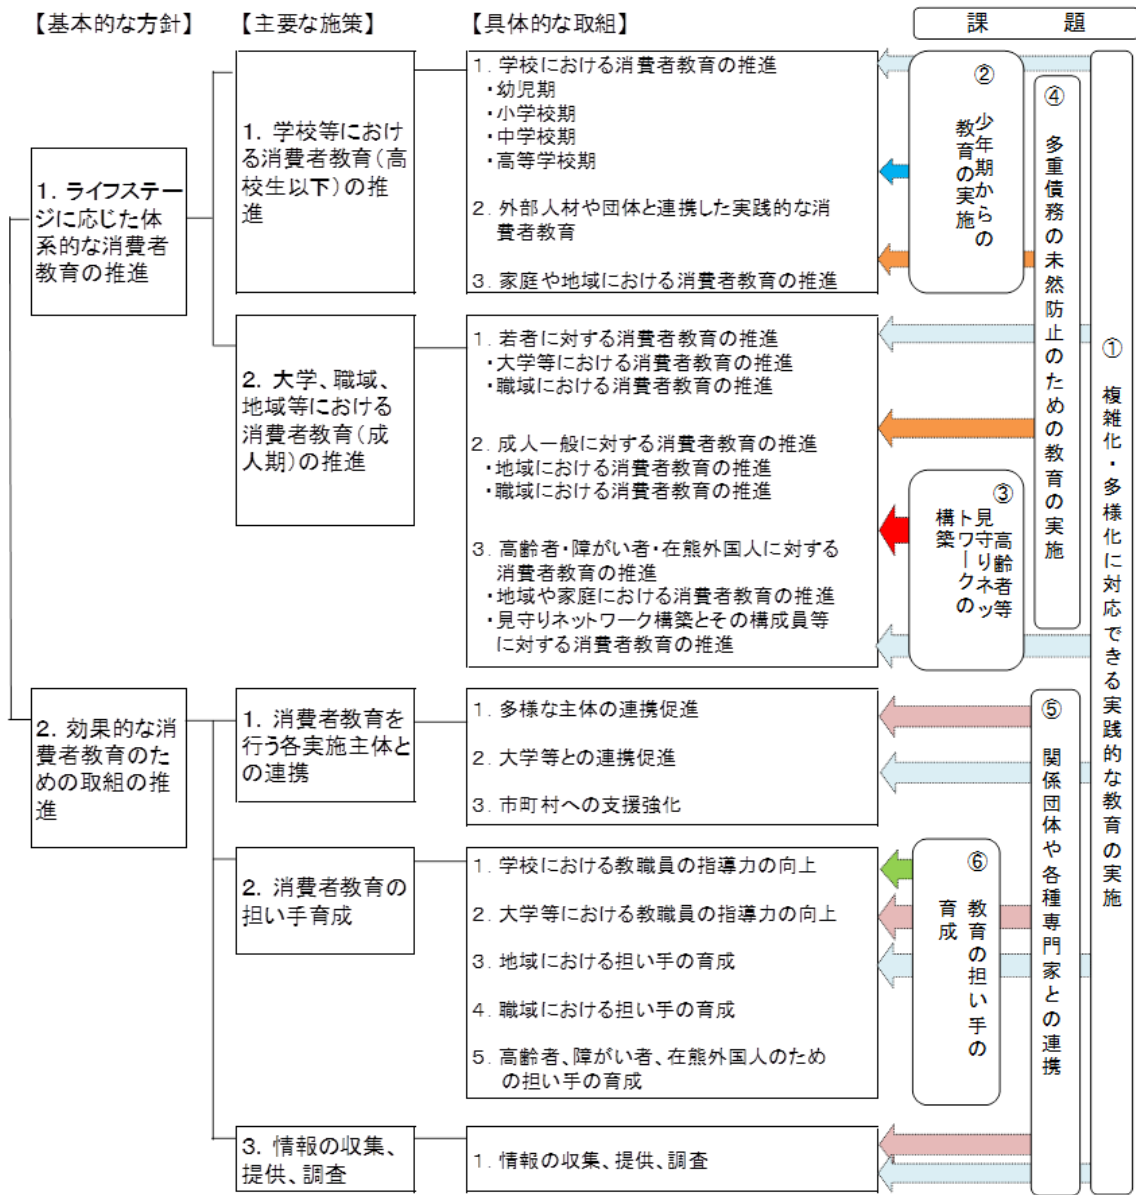 【基本的な方針】
【主要な施策】
【具体的な取組】
課 題
1. ライフステー
ジに応じた体
系的な消費者
教育の推進
1. 学校等におけ
る消費者教育(高
校生以下)の推
進
1. 学校における消費者教育の推進
・幼児期
・小学校期
・中学校期
・高等学校期
2. 外部人材や団体と連携した実践的な消
費者教育
3. 家庭や地域における消費者教育の推進
2. 大学、職域、
地域等における
消費者教育(成
人期)の推進
1. 若者に対する消費者教育の推進
・大学等における消費者教育の推進
・職域における消費者教育の推進
2. 成人一般に対する消費者教育の推進
・地域における消費者教育の推進
・職域における消費者教育の推進
3. 高齢者・障がい者・在熊外国人に対する
消費者教育の推進
・地域や家庭における消費者教育の推進
・見守りネットワーク構築とその構成員等
に対する消費者教育の推進
2. 効果的な消
費者教育のた
めの取組の推
進
1. 消費者教育を
行う各実施主体と
の連携
1. 多様な主体の連携促進
2. 大学等との連携促進
3. 市町村への支援強化
2. 消費者教育の
担い手育成
1. 学校における教職員の指導力の向上
2. 大学等における教職員の指導力の向上
3. 地域における担い手の育成
4. 職域における担い手の育成
5. 高齢者、障がい者、在熊外国人のため
の担い手の育成
3. 情報の収集、
提供、調査
1. 情報の収集、提供、調査
② 少年期からの
教育の実施
④ 多重債務の未然防止のための教育の実施
① 複雑化・多様化に対応できる実践的な教育の実施
③ 高齢者等
見守りネッ
トワークの
構築
⑤ 関係団体や各種専門家との連携
⑥ 教育の担い手の
育成